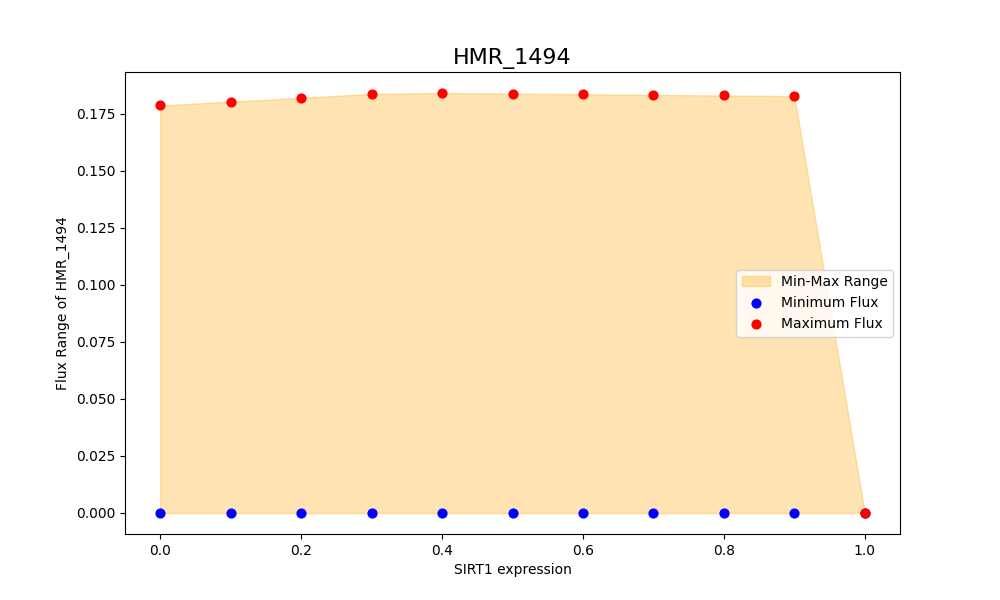 HMR_1494
Flux Range of HMR_1494
0.175
0.150
0.125
0.100
0.075
0.050
0.025
0.000
Min-Max Range
Minimum Flux
Maximum Flux
0.0 0.2 0.4 0.6 0.8 1.0
SIRT1 expression